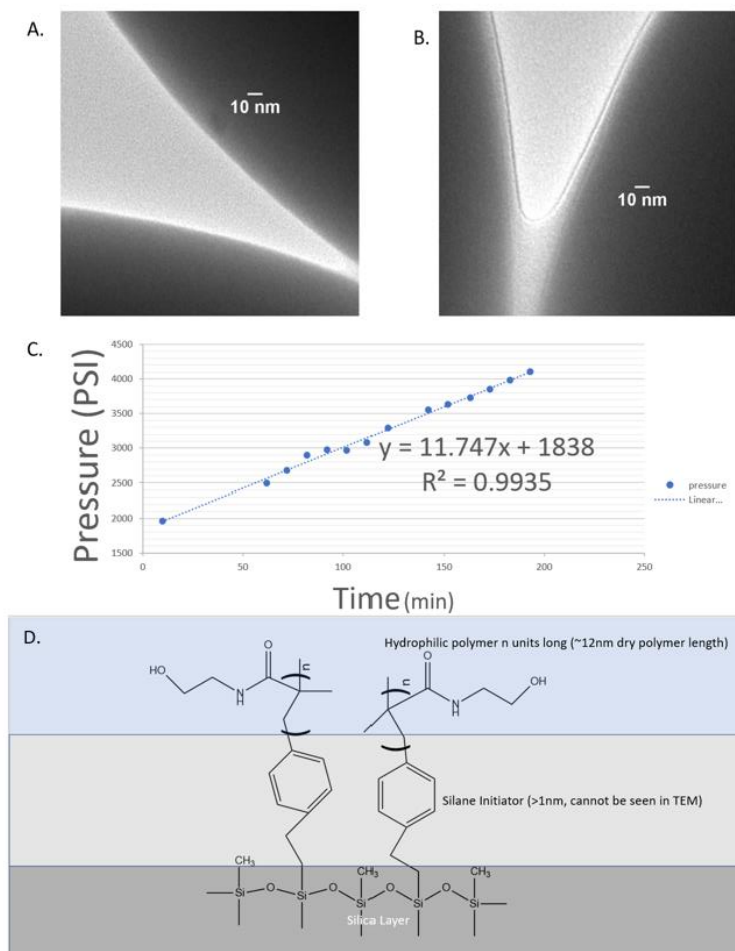 A.
10 nm
B.
10 nm
C.
Pressure (PSI)
4500
4000
3500
3000
2500
2000
1500
y = 11.747x + 1838
R² = 0.9935
pressure
Linear...
0
50
100
150
200
250
Time (min)
D.
Hydrophilic polymer n units long (~12nm dry polymer length)
HO
O
N
H
n
n
O
N
H
OH
Silane Initiator (>1nm, cannot be seen in TEM)
CH₃
CH₃
CH₃
Si
O
Si
O
Si
O
Si
O
Si
Silica Layer